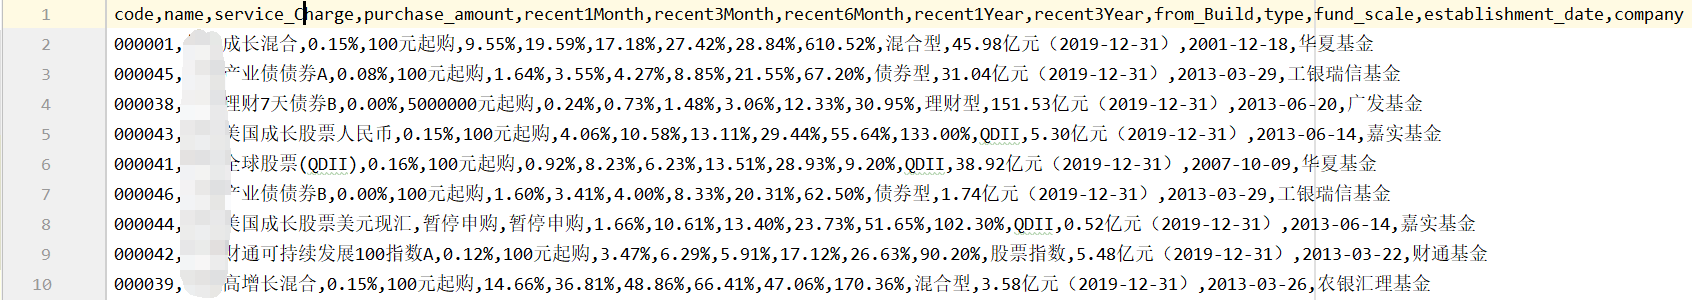 1 code,name,service_Charge,purchase_amount,recent1Month,recent3Month,recent6Month,recent1Year,recent3Year,from_Build,type,fund_scale,establishment_date,company
2 000001,成长混合,0.15%,100元起购,9.55%,19.59%,17.18%,27.42%,28.84%,610.52%,混合型,45.98亿元（2019-12-31）,2001-12-18,华夏基金
3 000045,产业债债券A,0.08%,100元起购,1.64%,3.55%,4.27%,8.85%,21.55%,67.20%,债券型,31.04亿元（2019-12-31）,2013-03-29,工银瑞信基金
4 000038,理财7天债券B,0.00%,5000000元起购,0.24%,0.73%,1.48%,3.06%,12.33%,30.95%,理财型,151.53亿元（2019-12-31）,2013-06-20,广发基金
5 000043,美国成长股票人民币,0.15%,100元起购,4.06%,10.58%,13.11%,29.44%,55.64%,133.00%,QDII,5.30亿元（2019-12-31）,2013-06-14,嘉实基金
6 000041,全球股票(QDII),0.16%,100元起购,0.92%,8.23%,6.23%,13.51%,28.93%,9.20%,QDII,38.92亿元（2019-12-31）,2007-10-09,华夏基金
7 000046,产业债债券B,0.00%,100元起购,1.60%,3.41%,4.00%,8.33%,20.31%,62.50%,债券型,1.74亿元（2019-12-31）,2013-03-29,工银瑞信基金
8 000044,美国成长股票美元现汇,暂停申购,暂停申购,1.66%,10.61%,13.40%,23.73%,51.65%,102.30%,QDII,0.52亿元（2019-12-31）,2013-06-14,嘉实基金
9 000042,财通可持续发展100指数A,0.12%,100元起购,3.47%,6.29%,5.91%,17.12%,26.63%,90.20%,股票指数,5.48亿元（2019-12-31）,2013-03-22,财通基金
10 000039,高增长混合,0.15%,100元起购,14.66%,36.81%,48.86%,66.41%,47.06%,170.36%,混合型,3.58亿元（2019-12-31）,2013-03-26,农银汇理基金